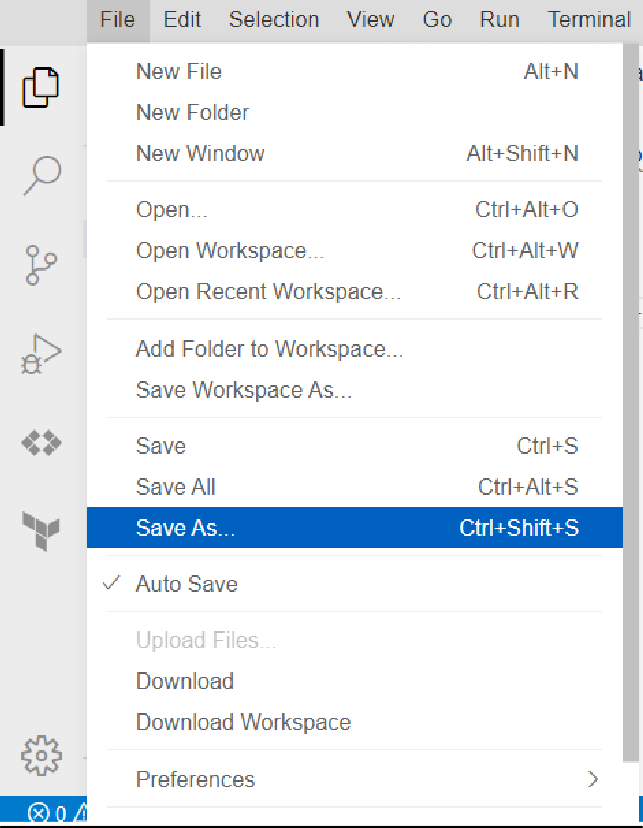 File Edit Selection View Go Run Terminal
New File Alt+N
New Folder
New Window Alt+Shift+N
Open... Ctrl+Alt+O
Open Workspace... Ctrl+Alt+W
Open Recent Workspace... Ctrl+Alt+R
Add Folder to Workspace...
Save Workspace As...
Save Ctrl+S
Save All Ctrl+Alt+S
Save As... Ctrl+Shift+S
Auto Save
Upload Files...
Download
Download Workspace
Preferences
0